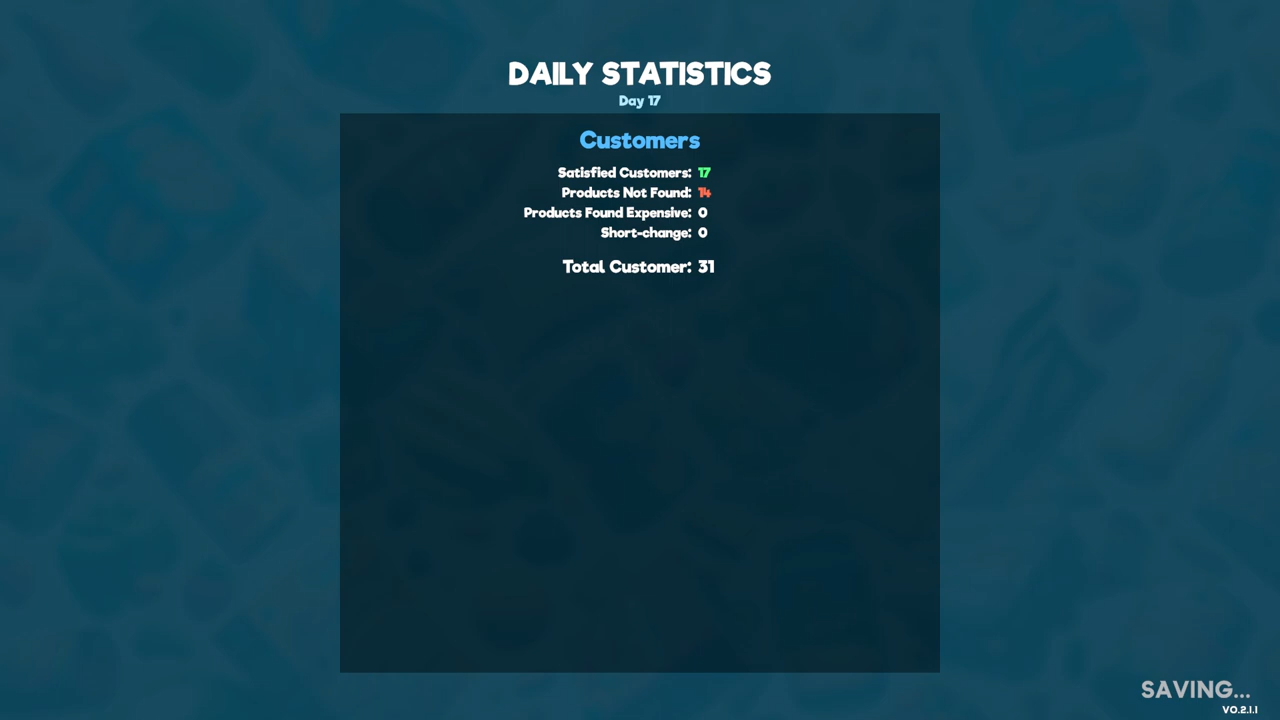 DAILY STATISTICS
Day 17
Customers
Satisfied Customers: 17
Products Not Found: 14
Products Found Expensive: 0
Short-change: 0
Total Customer: 31
SAVING...
V0.2.1.1